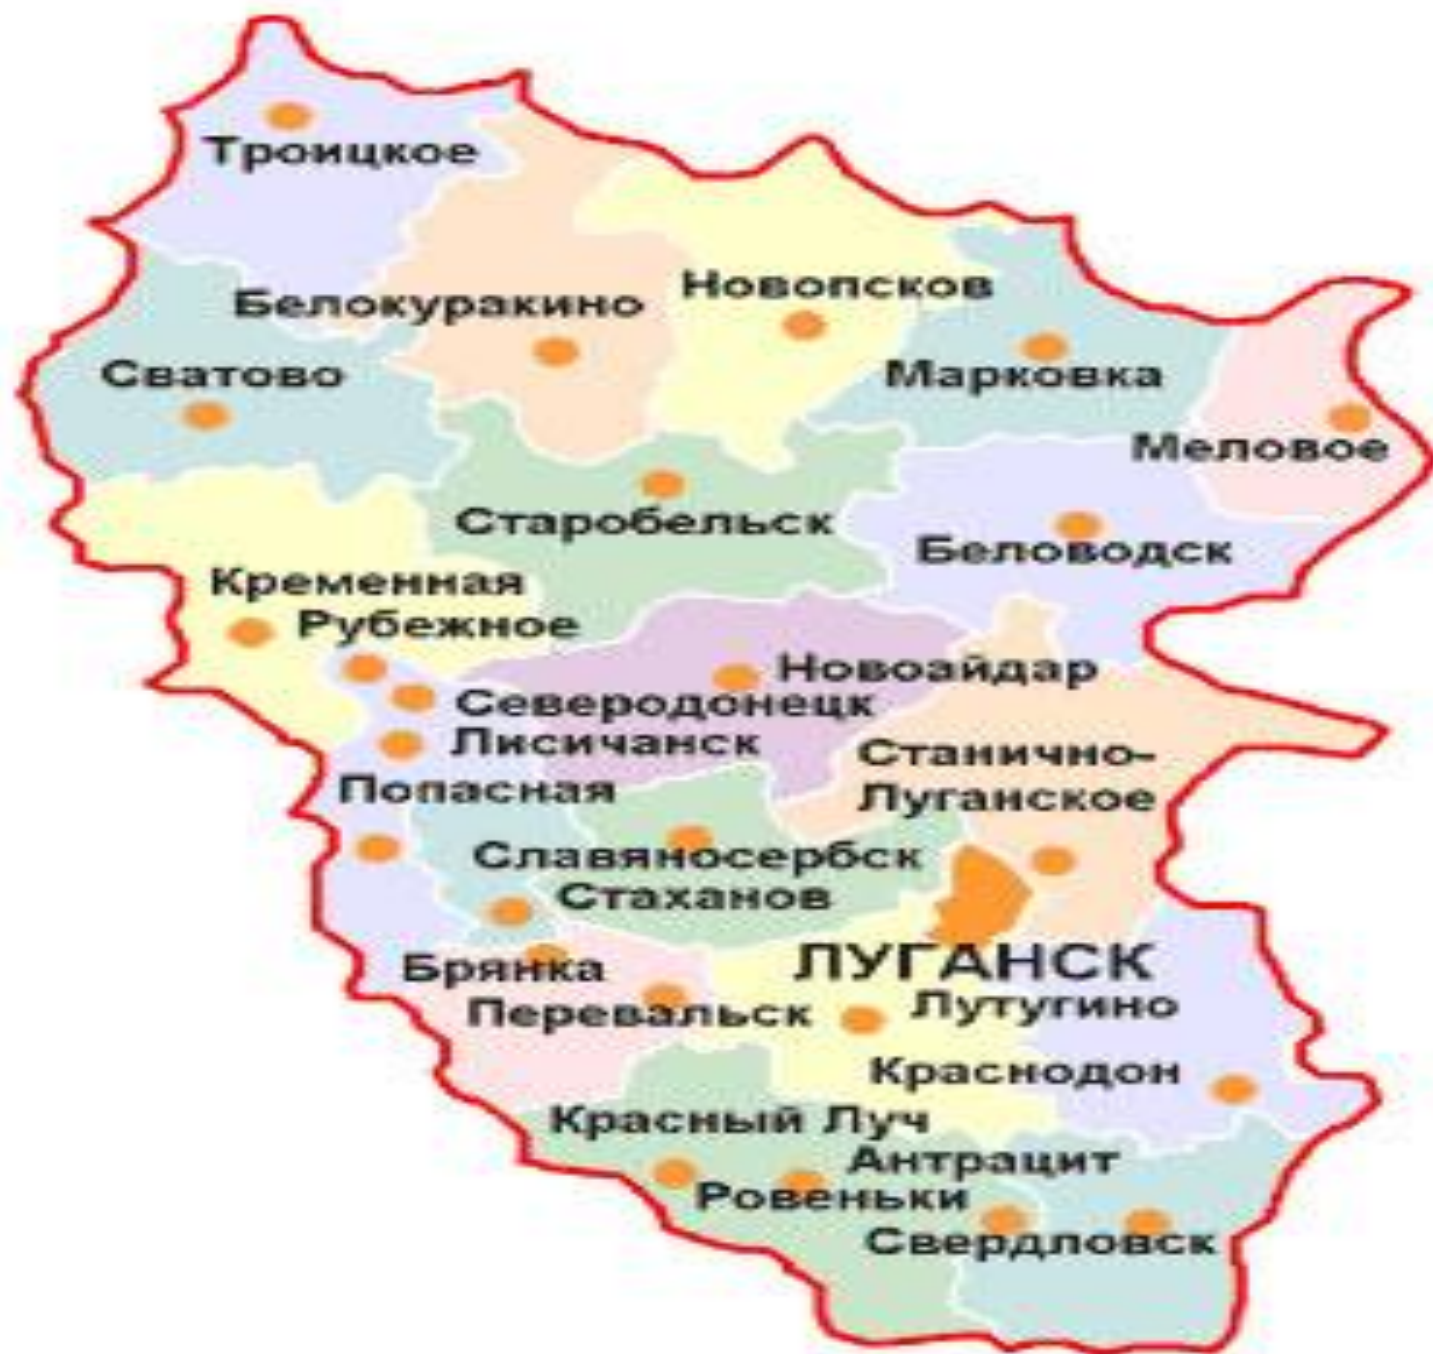 Троицкое
Новопсков
Белокуракино
Сватово
Марковка
Меловое
Старобельск
Беловодск
Кременная
Рубежное
Новоайдар
Северодонецк
Лисичанск
Станично-
Луганское
Попасная
Славяносербск
Стаханов
ЛУГАНСК
Брянка
Лутугино
Перевальск
Краснодон
Красный Луч
Антрацит
Ровеньки
Свердловск